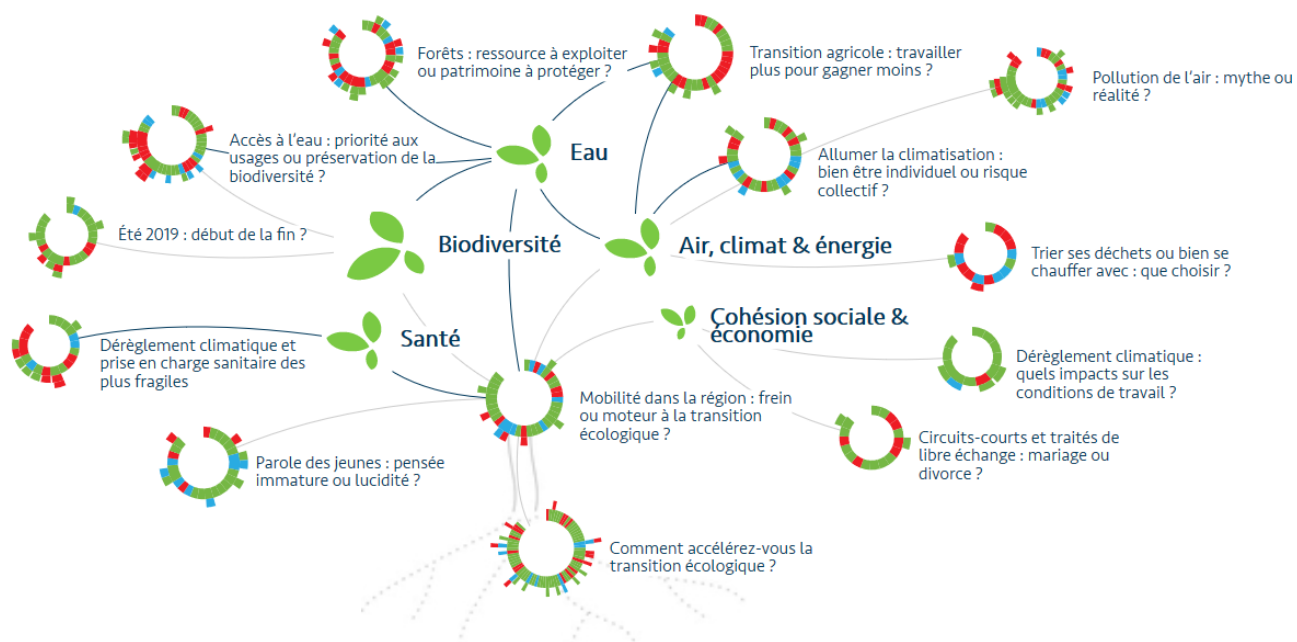 Forêts : ressource à exploiter
ou patrimoine à protéger ?
Transition agricole : travailler
plus pour gagner moins ?
Pollution de l'air : mythe ou
réalité ?
Accès à l'eau : priorité aux
usages ou préservation de la
biodiversité ?
Eau
Allumer la climatisation :
bien être individuel ou risque
collectif ?
Été 2019 : début de la fin ?
Biodiversité
Air, climat & énergie
Trier ses déchets ou bien se
chauffer avec : que choisir ?
Dérèglement climatique et
prise en charge sanitaire des
plus fragiles
Santé
Cohésion sociale &
économie
Dérèglement climatique :
quels impacts sur les
conditions de travail ?
Mobilité dans la région : frein
ou moteur à la transition
écologique ?
Circuits-courts et traités de
libre échange : mariage ou
divorce ?
Parole des jeunes : pensée
immature ou lucidité ?
Comment accélérez-vous la
transition écologique ?